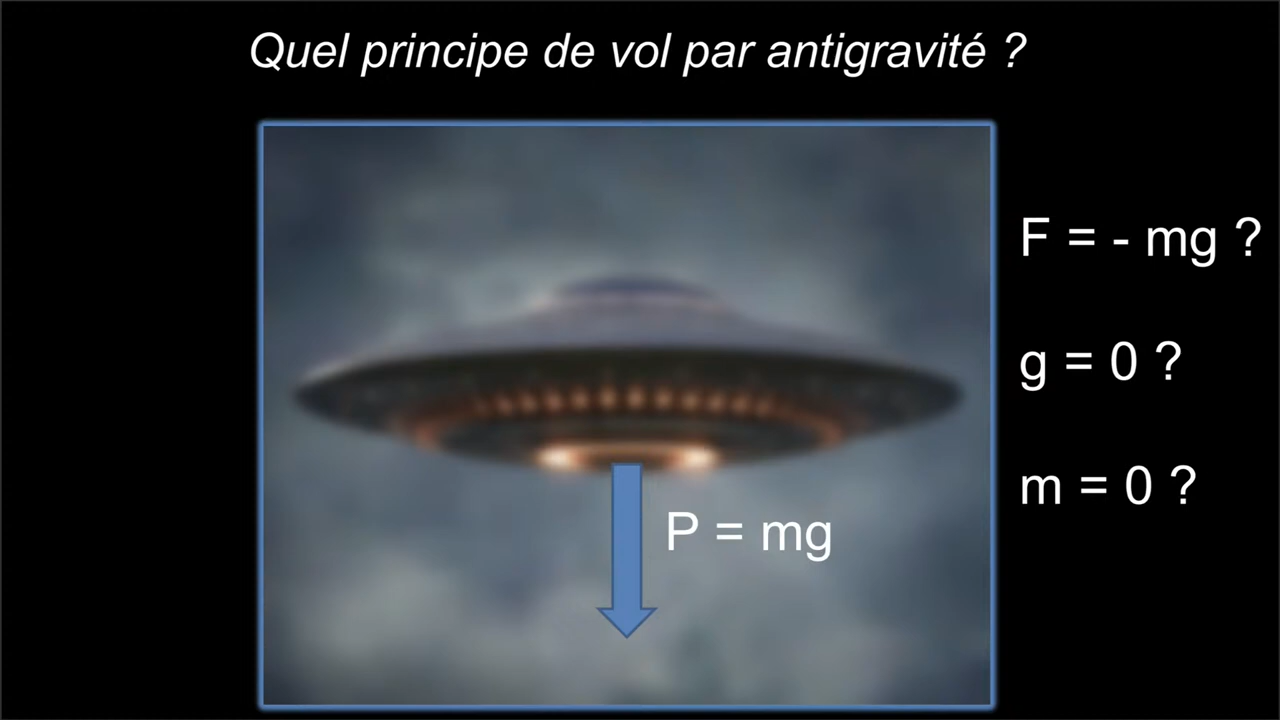 Quel principe de vol par antigravité ?
F = - mg ?
g = 0 ?
m = 0 ?
P = mg